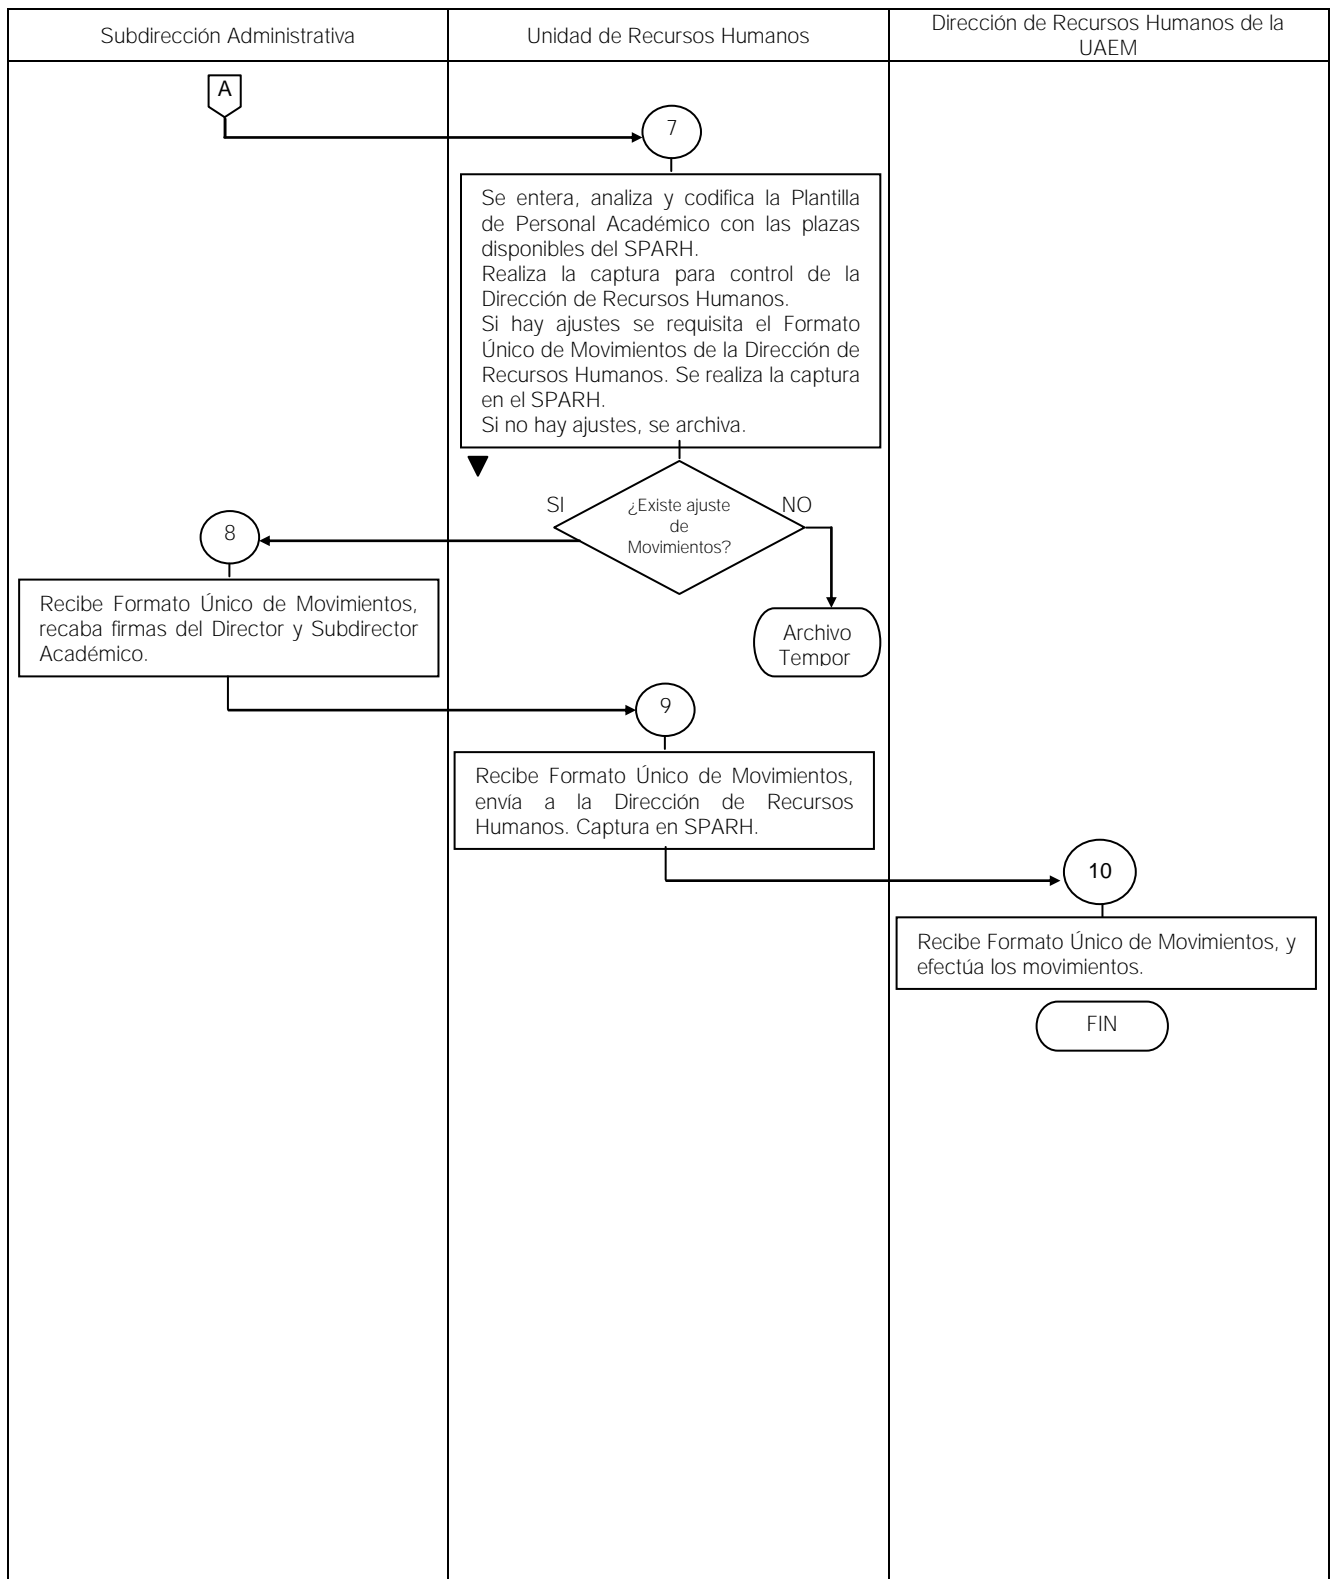 Subdirección Administrativa
Unidad de Recursos Humanos
Dirección de Recursos Humanos de la
UAEM
A
7
Se entera, analiza y codifica la Plantilla
de Personal Académico con las plazas
disponibles del SPARH.
Realiza la captura para control de la
Dirección de Recursos Humanos.
Si hay ajustes se requisita el Formato
Único de Movimientos de la Dirección de
Recursos Humanos. Se realiza la captura
en el SPARH.
Si no hay ajustes, se archiva.
SI
¿Existe ajuste
de
Movimientos?
NO
8
Recibe Formato Único de Movimientos,
recaba firmas del Director y Subdirector
Académico.
Archivo
Tempor
9
Recibe Formato Único de Movimientos,
envía a la Dirección de Recursos
Humanos. Captura en SPARH.
10
Recibe Formato Único de Movimientos, y
efectúa los movimientos.
FIN